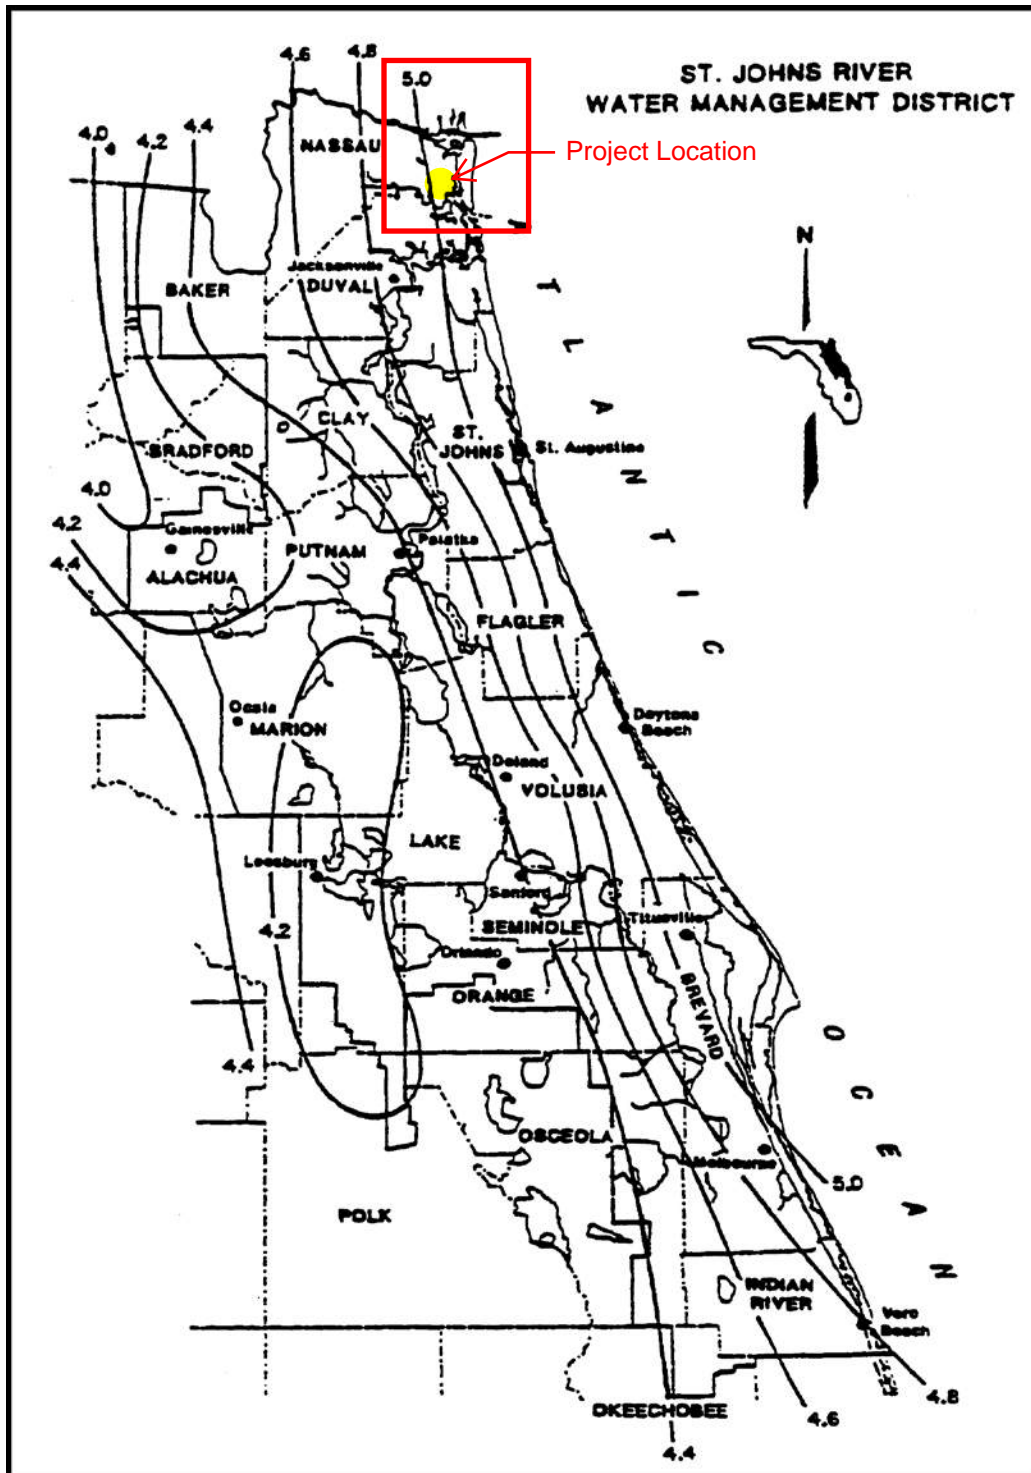 4.6
4.8
5.0
ST. JOHNS RIVER
WATER MANAGEMENT DISTRICT
4.0
4.2
4.4
NASSAU
Project Location
N
Jacksonville
DUVAL
BAKER
T
L
A
N
T
I
C
CLAY
ST.
JOHNS
St. Augustine
BRADFORD
4.0
4.2
4.4
Gainesville
ALACHUA
PUTNAM
Palatka
FLAGLER
Ocala
MARION
Daytona
Beach
Deland
VOLUSIA
LAKE
Leesburg
Sanford
SEMINOLE
Titusville
4.2
Orlando
ORANGE
BREVARD
O
C
E
A
N
4.4
OSCEOLA
Melbourne
5.0
POLK
INDIAN
RIVER
Vero
Beach
4.8
4.6
OKEECHOBEE
4.4